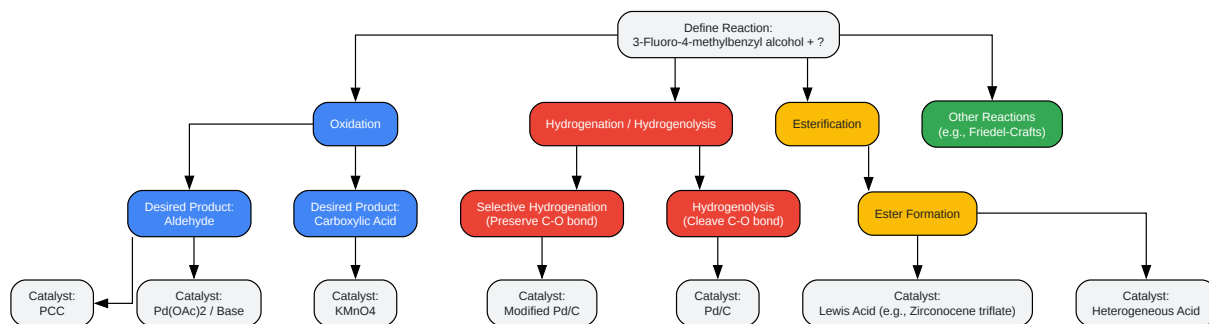 Define Reaction:
3-Fluoro-4-methylbenzyl alcohol + ?
Oxidation
Hydrogenation / Hydrogenolysis
Esterification
Other Reactions
(e.g., Friedel-Crafts)
Desired Product:
Aldehyde
Desired Product:
Carboxylic Acid
Selective Hydrogenation
(Preserve C-O bond)
Hydrogenolysis
(Cleave C-O bond)
Ester Formation
Catalyst:
PCC
Catalyst:
Pd(OAc)2 / Base
Catalyst:
KMnO4
Catalyst:
Modified Pd/C
Catalyst:
Pd/C
Catalyst:
Lewis Acid (e.g., Zirconocene triflate)
Catalyst:
Heterogeneous Acid